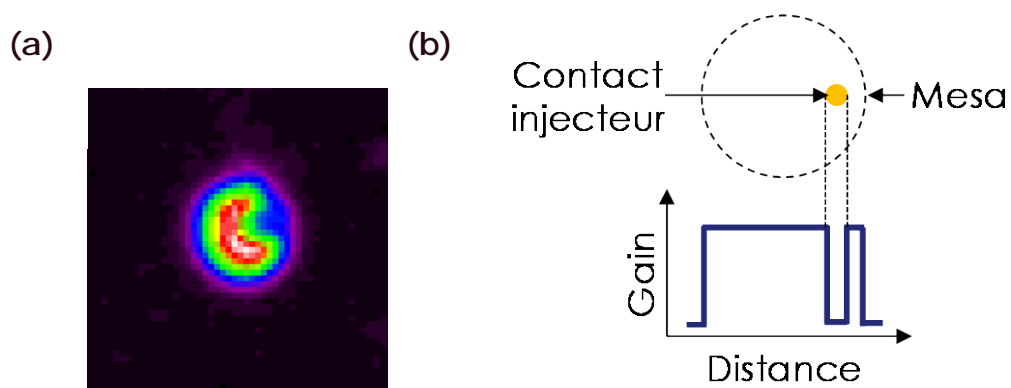 (a)
(b)
Contact
injecteur
Mesa
Gain
Distance